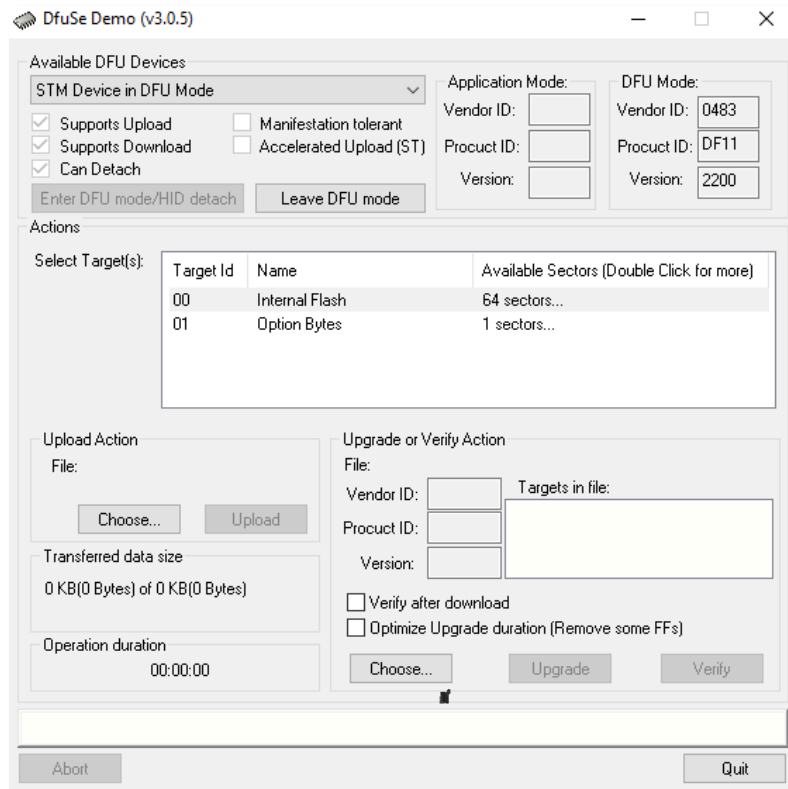 DfuSe Demo (v3.0.5)
Available DFU Devices
STM Device in DFU Mode
Supports Upload
Manifestation tolerant
Supports Download
Accelerated Upload (ST)
Can Detach
Enter DFU mode/HID detach
Leave DFU mode
Application Mode:
Vendor ID:
Procuct ID:
Version:
DFU Mode:
Vendor ID: 0483
Procuct ID: DF11
Version: 2200
Actions
Select Target(s):
Target Id Name Available Sectors (Double Click for more)
00 Internal Flash 64 sectors...
01 Option Bytes 1 sectors...
Upload Action
File:
Choose... Upload
Transferred data size
0 KB(0 Bytes) of 0 KB(0 Bytes)
Operation duration
00:00:00
Upgrade or Verify Action
File:
Vendor ID:
Procuct ID:
Version:
Targets in file:
Verify after download
Optimize Upgrade duration (Remove some FFs)
Choose... Upgrade Verify
Abort Quit